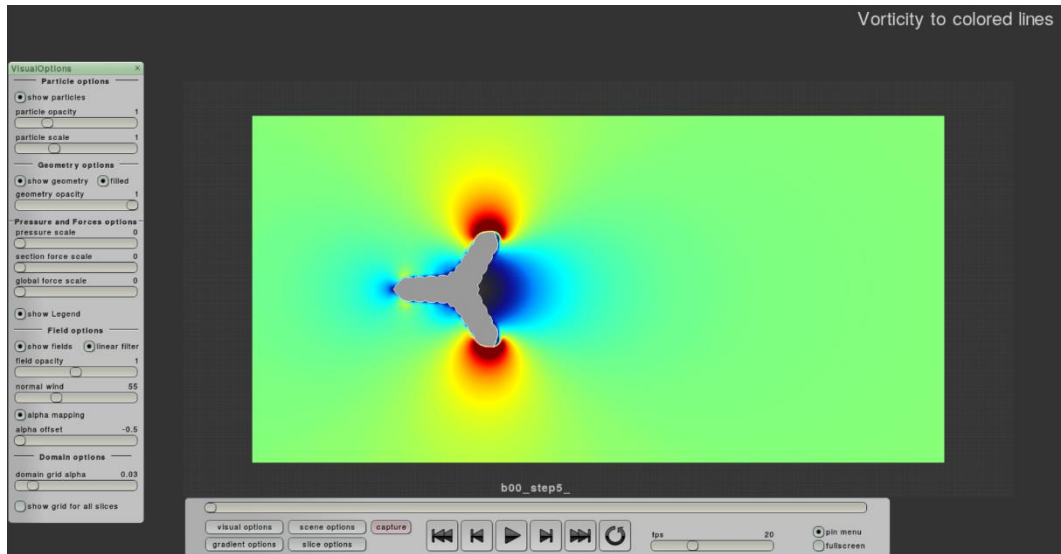 Vorticity to colored lines
VisualOptions ×
Particle options
show particles
particle opacity 1
particle scale 1
Geometry options
show geometry filled
geometry opacity 1
Pressure and Forces options
pressure scale 0
section force scale 0
global force scale 0
show Legend
Field options
show fields linear filter
field opacity 1
normal wind 55
alpha mapping
alpha offset -0.5
Domain options
domain grid alpha 0.03
show grid for all slices
b00_step5_
visual options scene options capture
gradient options slice options
fps 20
pin menu
fullscreen